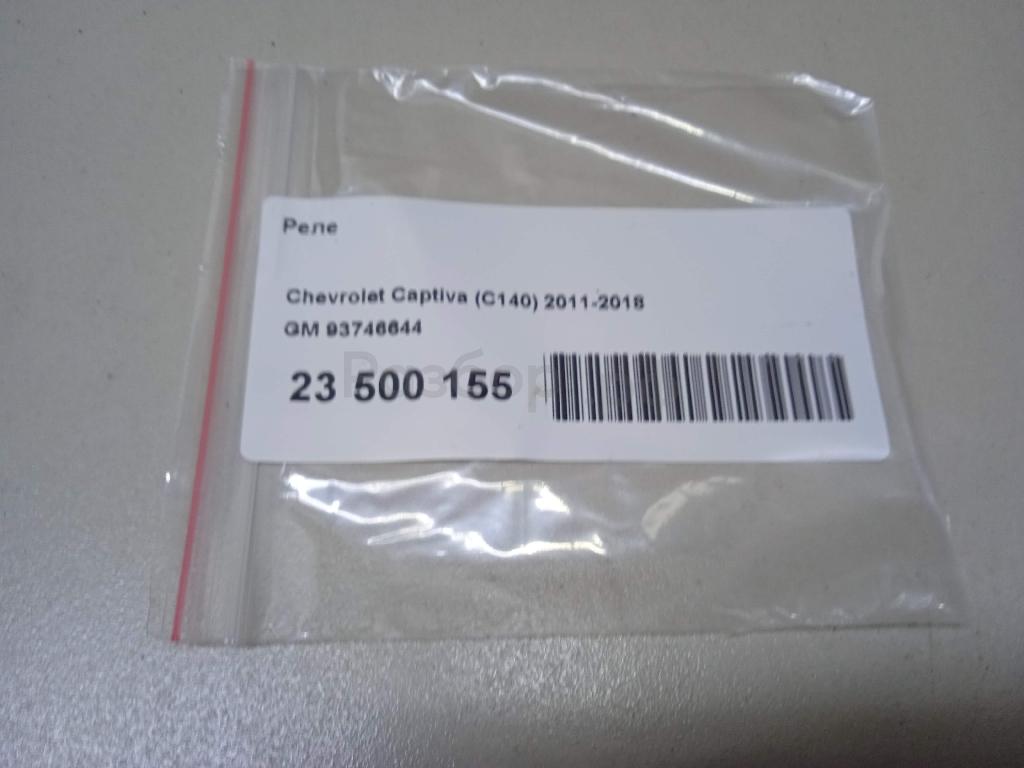 Реле
Chevrolet Captiva (C140) 2011-2018
GM 93746644
23 500 155